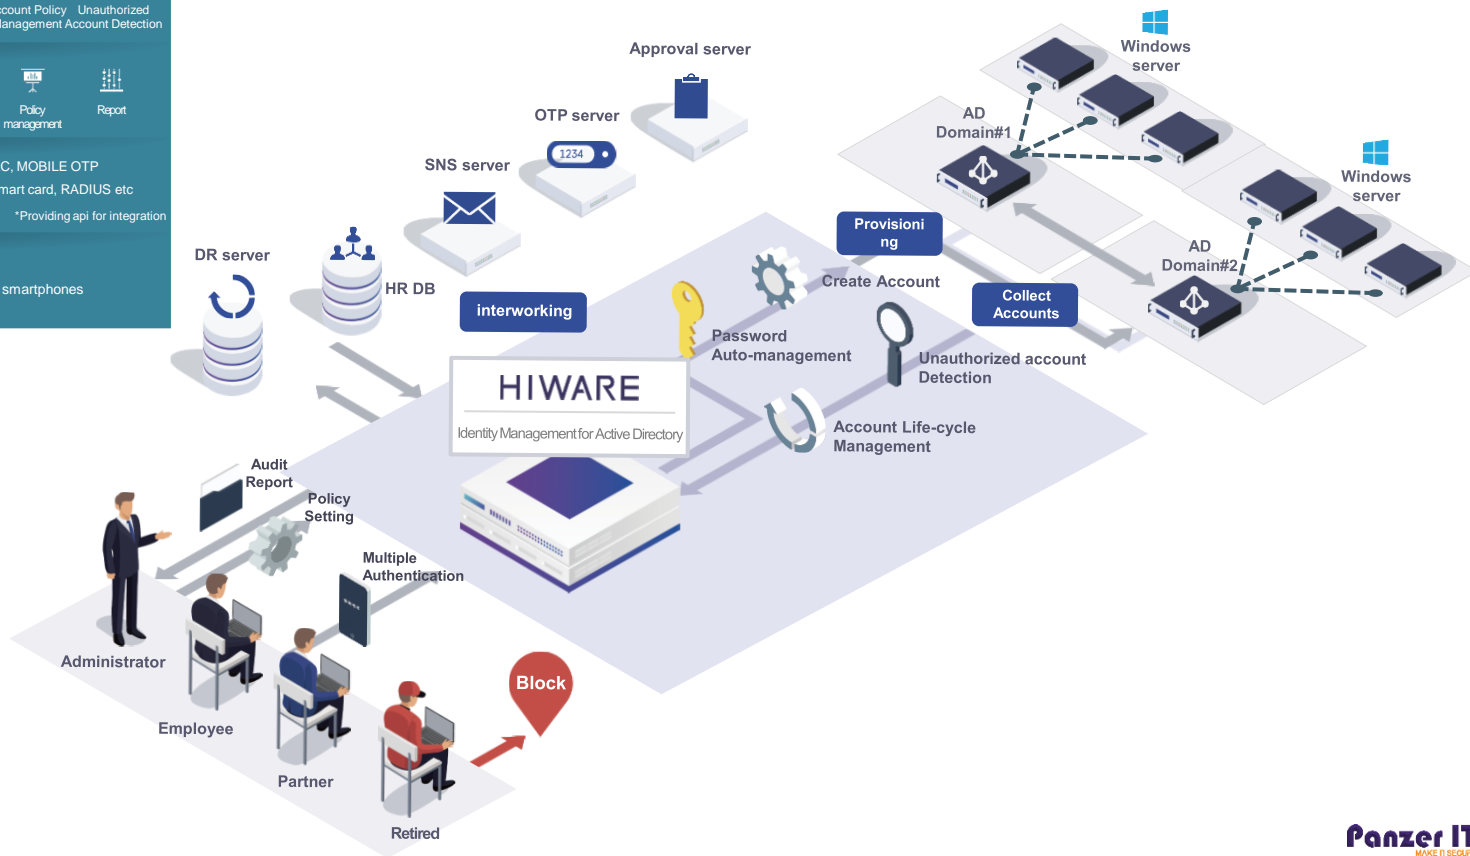 ccount Policy Unauthorized
Management Account Detection
Policy
management
Report
C, MOBILE OTP
mart card, RADIUS etc
*Providing api for integration
smartphones
Approval server
OTP server
1234
SNS server
DR server
HR DB
interworking
Windows
server
AD
Domain#1
Windows
server
AD
Domain#2
Provisioni
ng
Create Account
Collect
Accounts
Password
Auto-management
Unauthorized account
Detection
Account Life-cycle
Management
HIWARE
Identity Management for Active Directory
Audit
Report
Policy
Setting
Multiple
Authentication
Administrator
Employee
Partner
Retired
Block
Panzer IT
MAKE IT SECUR